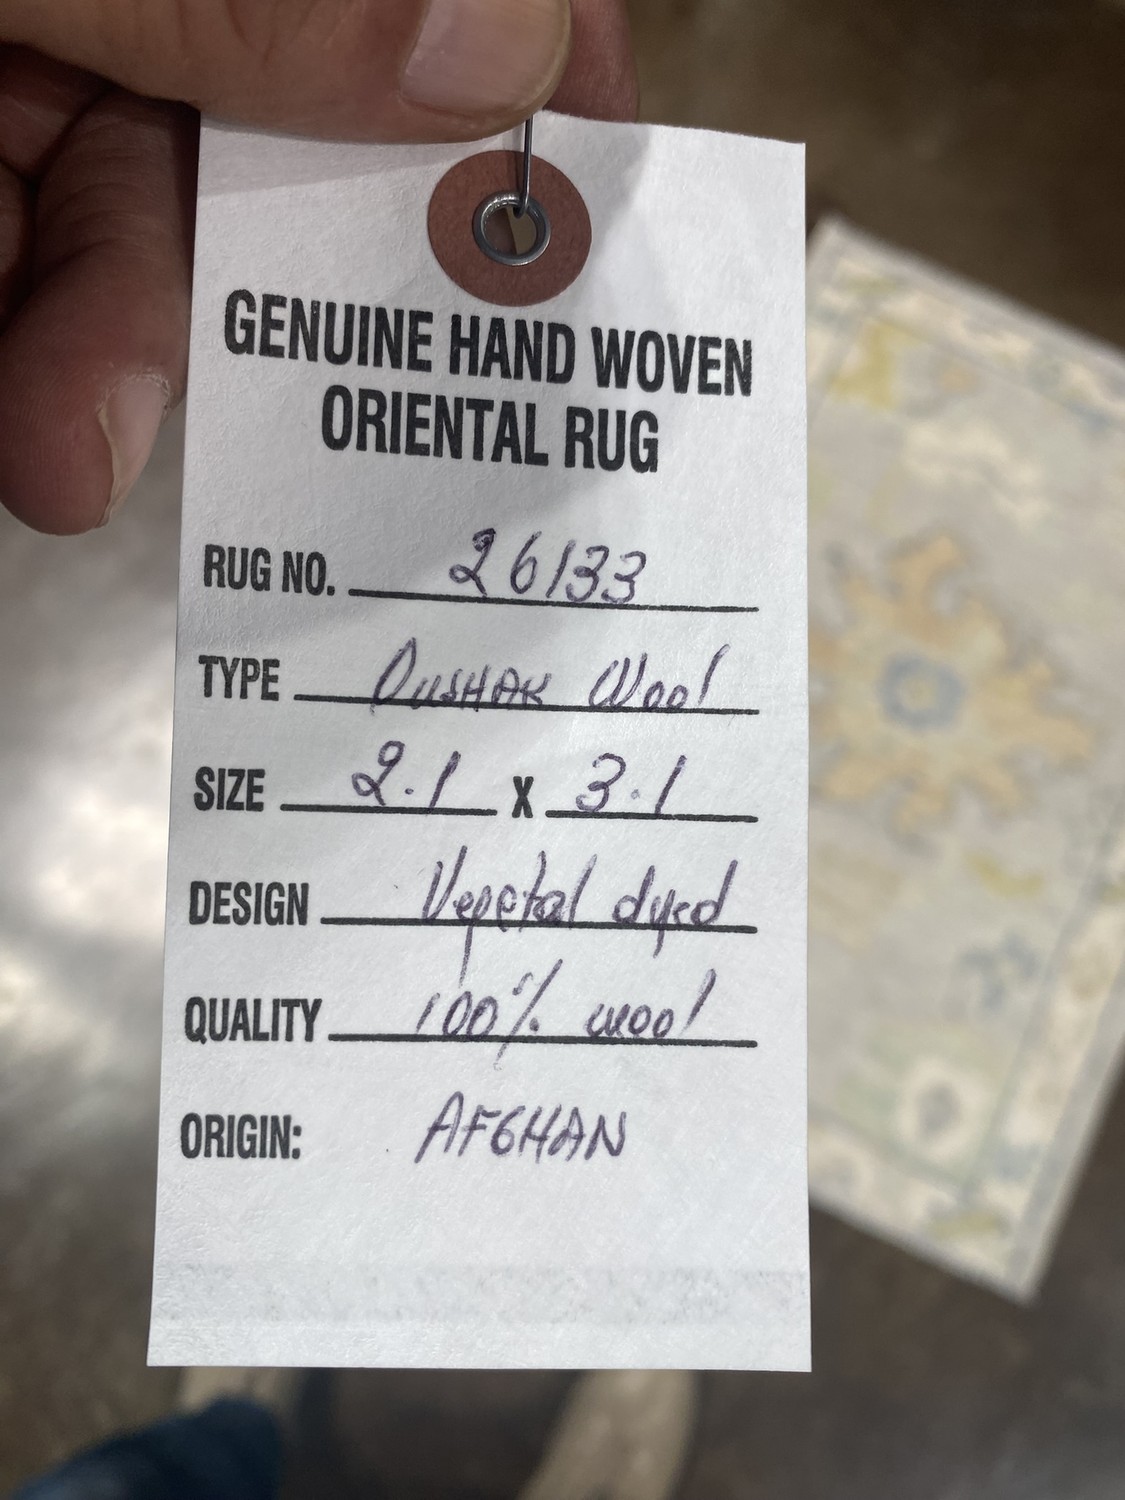 GENUINE HAND WOVEN
ORIENTAL RUG
RUG NO. 26133
TYPE OUSHAK Wool
SIZE 2.1 X 3.1
DESIGN Vegetal dyed
QUALITY 100% wool
ORIGIN: AFGHAN